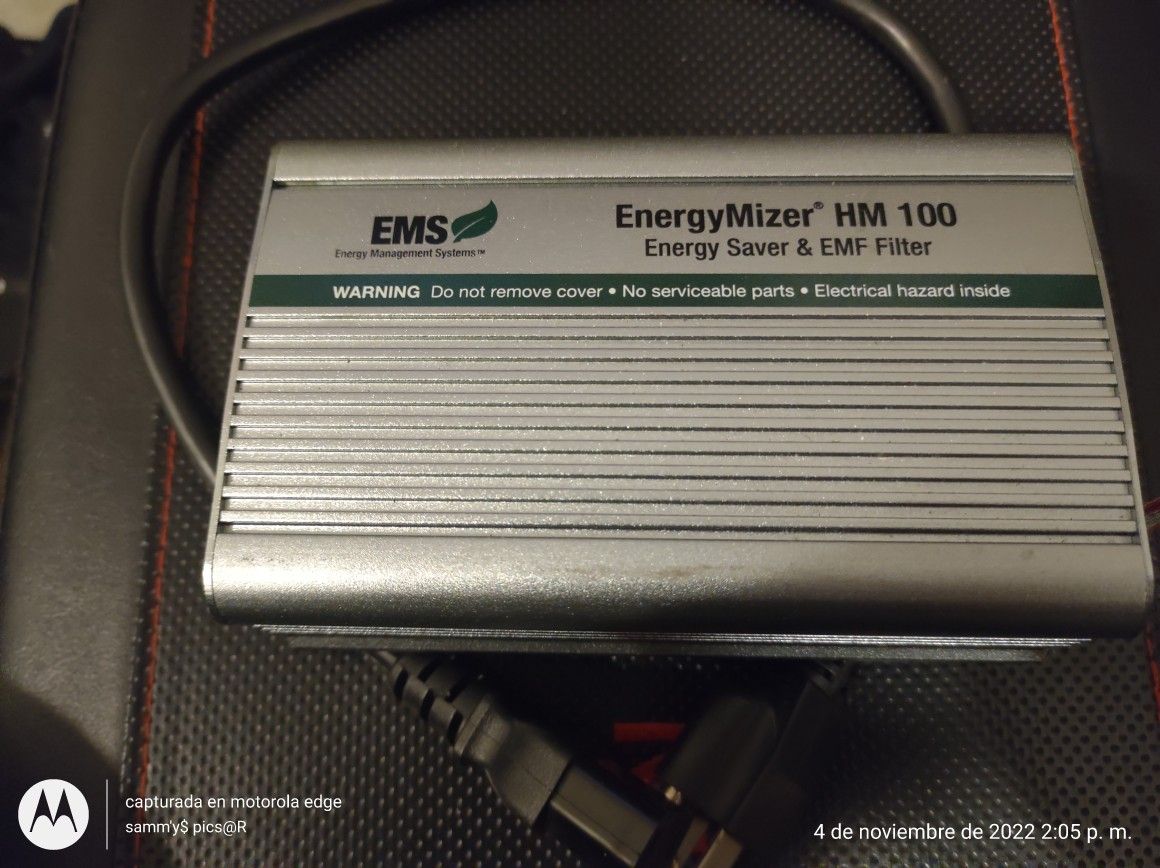 EMS
Energy Management Systems™
EnergyMizer® HM 100
Energy Saver & EMF Filter
WARNING Do not remove cover • No serviceable parts • Electrical hazard inside
capturada en motorola edge
samm'y$ pics@R
4 de noviembre de 2022 2:05 p. m.